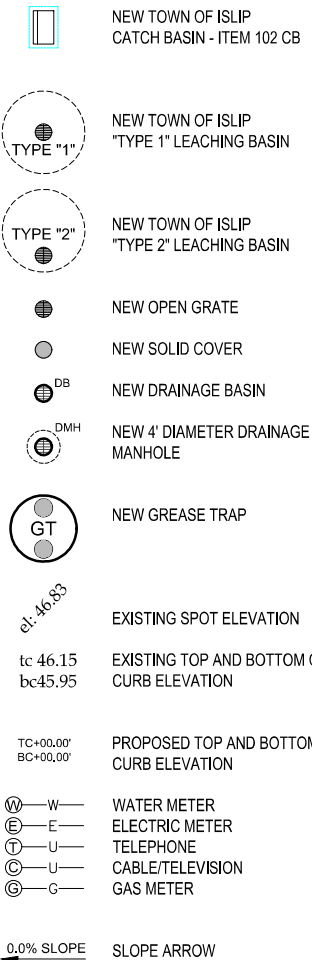 NEW TOWN OF ISLIP
CATCH BASIN - ITEM 102 CB
TYPE "1"
NEW TOWN OF ISLIP
"TYPE 1" LEACHING BASIN
TYPE "2"
NEW TOWN OF ISLIP
"TYPE 2" LEACHING BASIN
NEW OPEN GRATE
NEW SOLID COVER
DB
NEW DRAINAGE BASIN
DMH
NEW 4' DIAMETER DRAINAGE
MANHOLE
GT
NEW GREASE TRAP
el: 46.83
EXISTING SPOT ELEVATION
tc 46.15
bc45.95
EXISTING TOP AND BOTTOM
CURB ELEVATION
TC+00.00'
BC+00.00'
PROPOSED TOP AND BOTTOM
CURB ELEVATION
W W WATER METER
E E ELECTRIC METER
T U TELEPHONE
C U CABLE/TELEVISION
G G GAS METER
0.0% SLOPE SLOPE ARROW